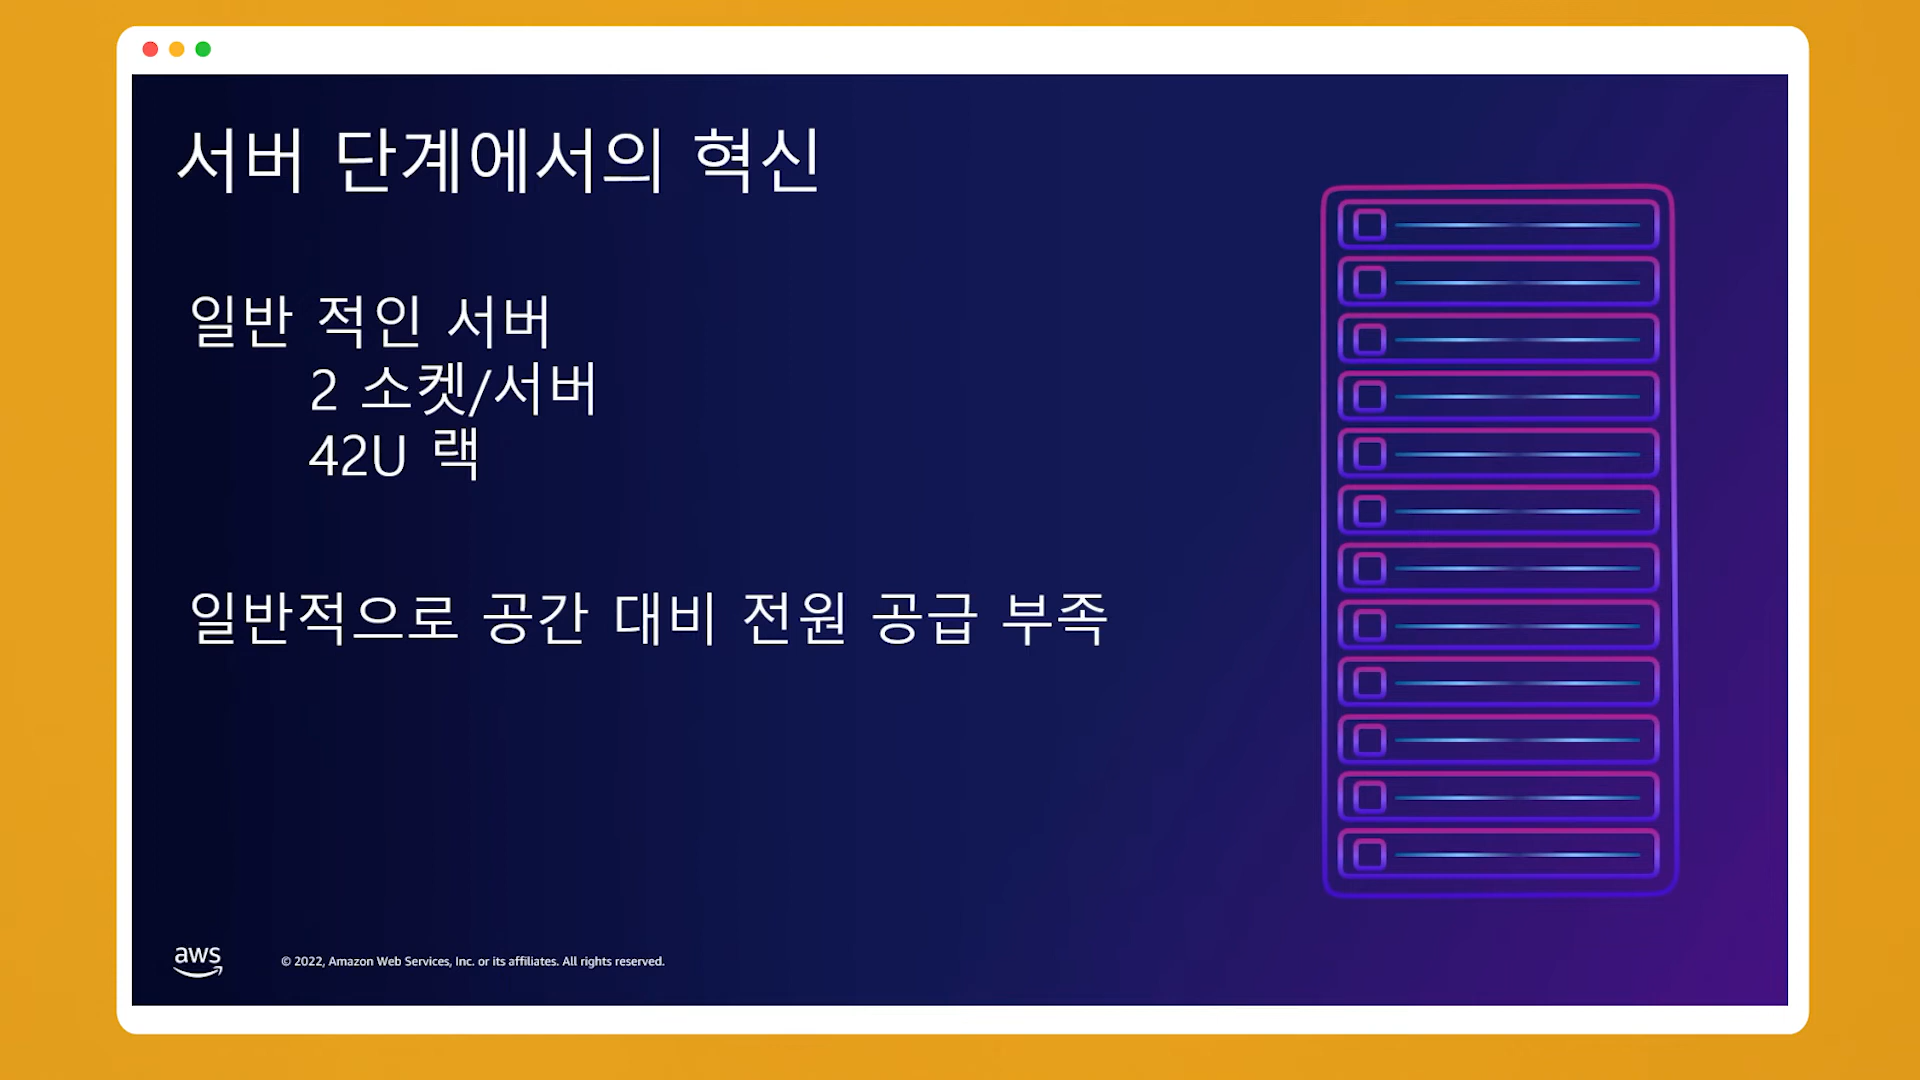 서버 단계에서의 혁신
일반 적인 서버
2 소켓/서버
42U 랙
일반적으로 공간 대비 전원 공급 부족
aws
© 2022, Amazon Web Services, Inc. or its affiliates. All rights reserved.